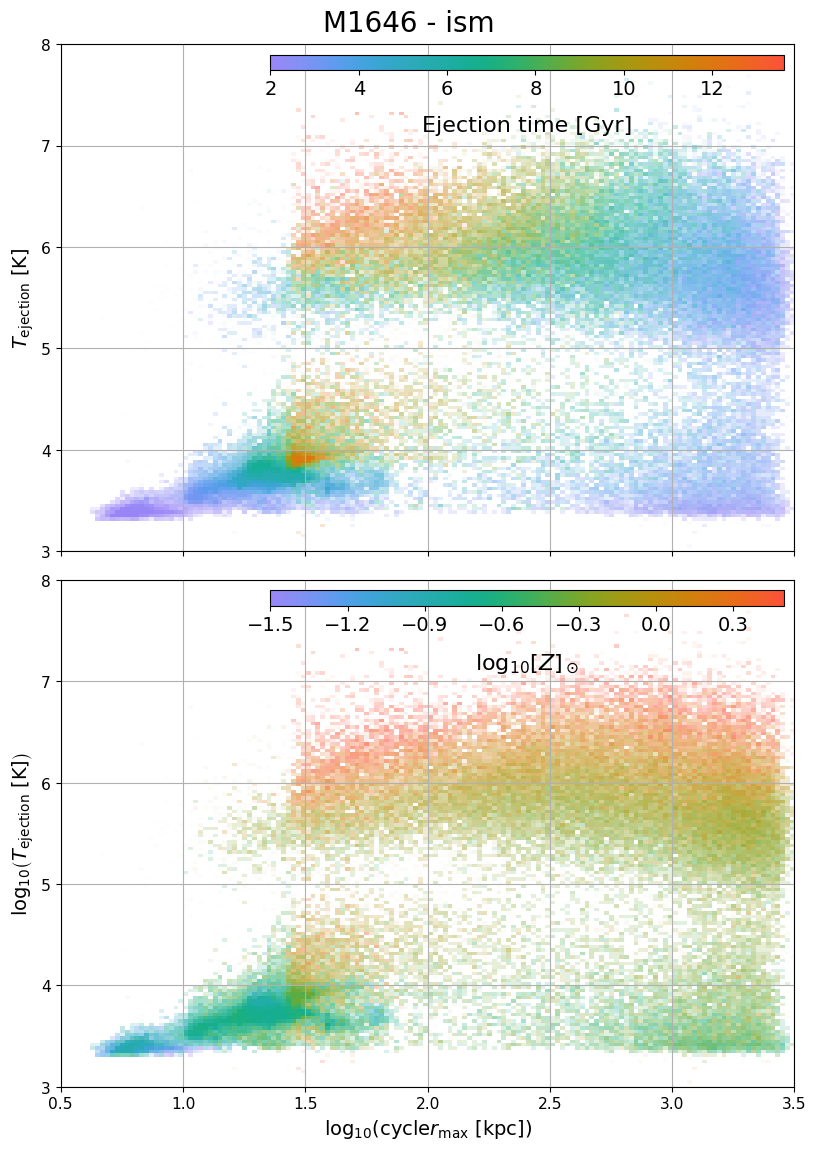 M1646 - ism
8
2 4 6 8 10 12
Ejection time [Gyr]
7
6
T_ejection [K]
5
4
3
8
−1.5 −1.2 −0.9 −0.6 −0.3 0.0 0.3
log₁₀[Z]⊙
7
6
log₁₀(T_ejection [K])
5
4
3
0.5 1.0 1.5 2.0 2.5 3.0 3.5
log₁₀(cycler_max [kpc])